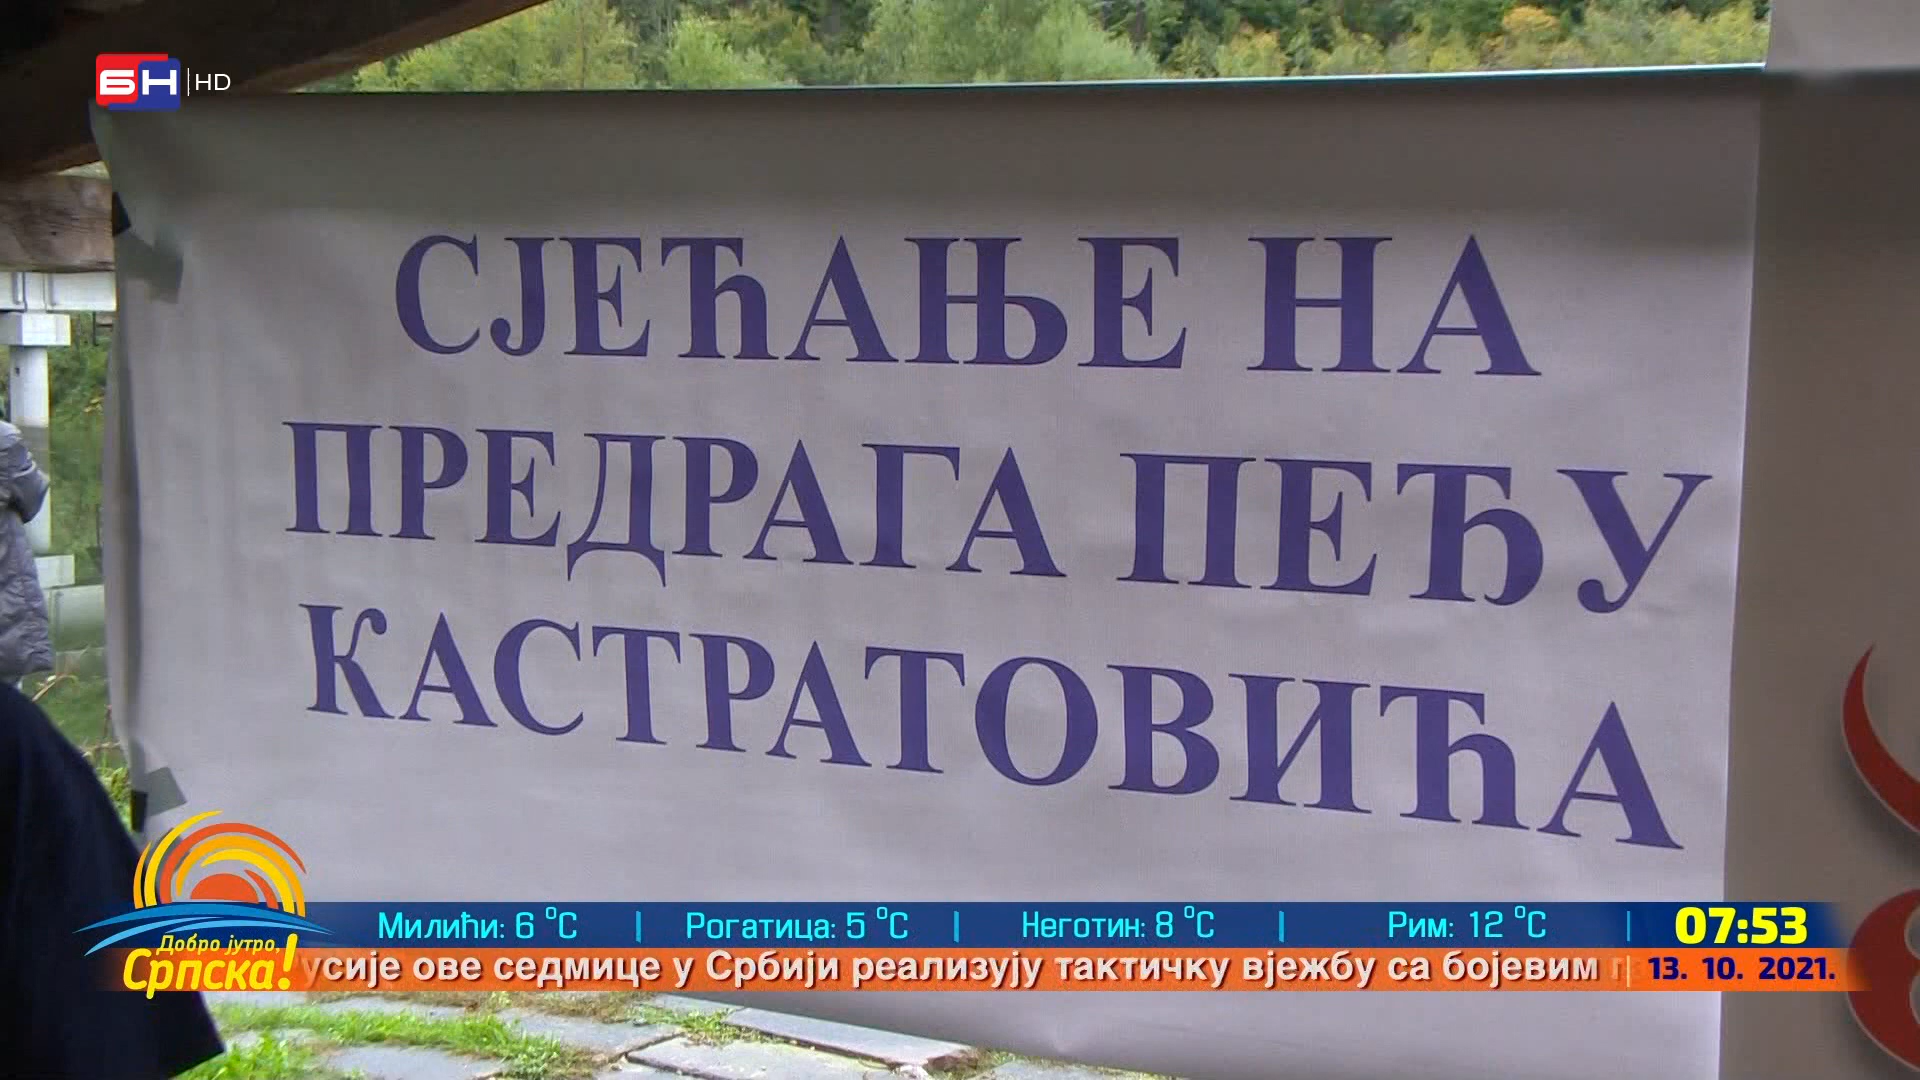 БН HD
СЈЕЋАЊЕ НА
ПРЕДРАГА ПЕЂУ
КАСТРАТОВИЋА
Милићи: 6 °C | Рогатица: 5 °C | Неготин: 8 °C | Рим: 12 °C | 07:53
Добро јутро,
Српска!
ове седмице у Србији реализују тактичку вјежбу са бојевим
13. 10. 2021.